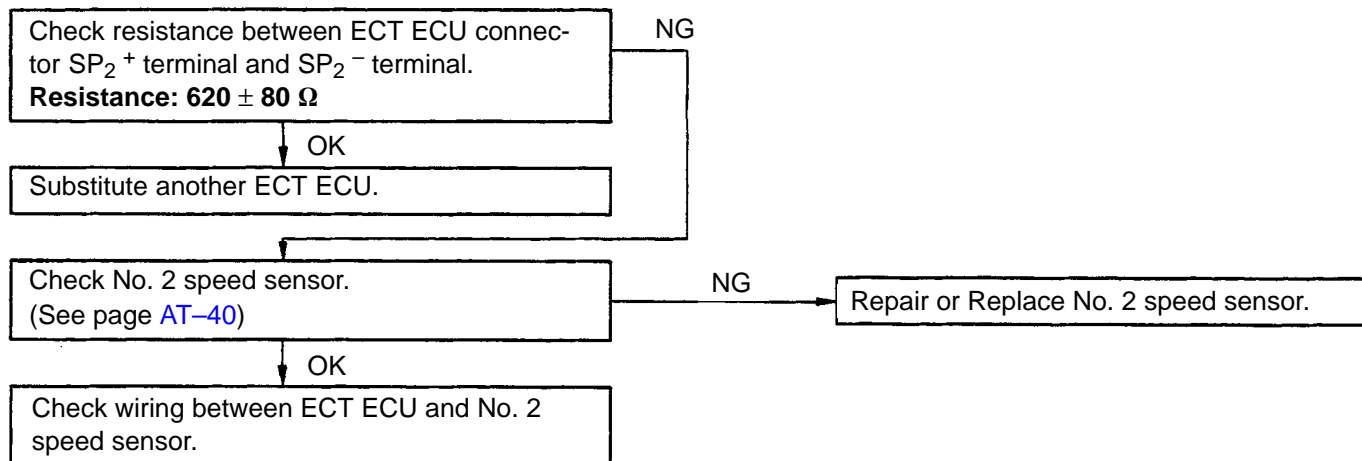 Check resistance between ECT ECU connec-
tor SP₂ ⁺ terminal and SP₂ ⁻ terminal.
Resistance: 620 ± 80 Ω
NG
OK
Substitute another ECT ECU.
Check No. 2 speed sensor.
(See page AT–40)
NG
Repair or Replace No. 2 speed sensor.
OK
Check wiring between ECT ECU and No. 2
speed sensor.